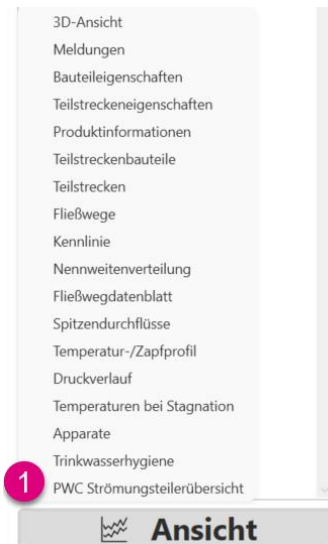 3D-Ansicht
Meldungen
Bauteileigenschaften
Teilstreckeneigenschaften
Produktinformationen
Teilstreckenbauteile
Teilstrecken
Fließwege
Kennlinie
Nennweitenverteilung
Fließwegdatenblatt
Spitzendurchflüsse
Temperatur-/Zapfprofil
Druckverlauf
Temperaturen bei Stagnation
Apparate
Trinkwasserhygiene
1 PWC Strömungsteilerübersicht
Ansicht